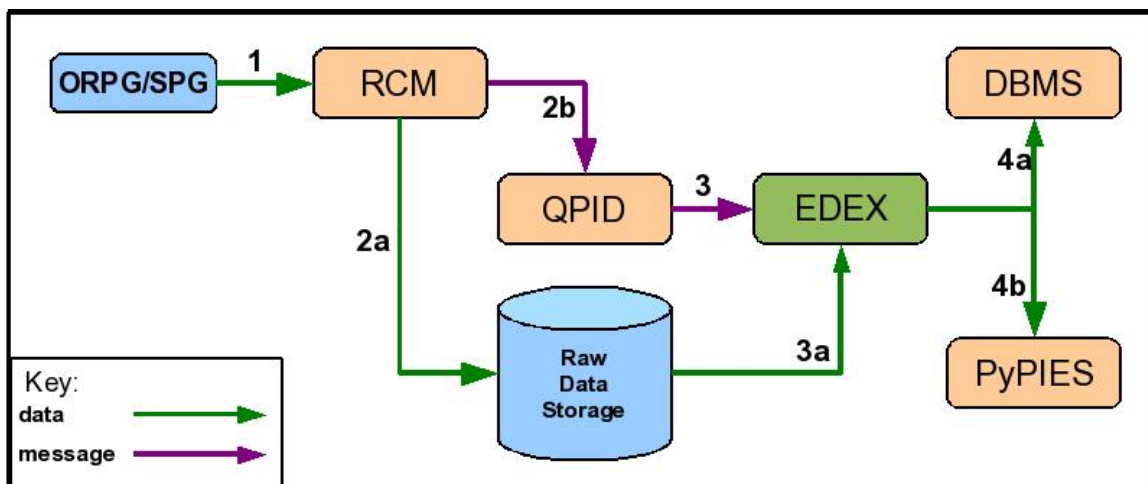 ORPG/SPG
1
RCM
2b
DBMS
4a
QPID
3
EDEX
2a
4b
Raw
Data
Storage
3a
PyPIES
Key:
data
message